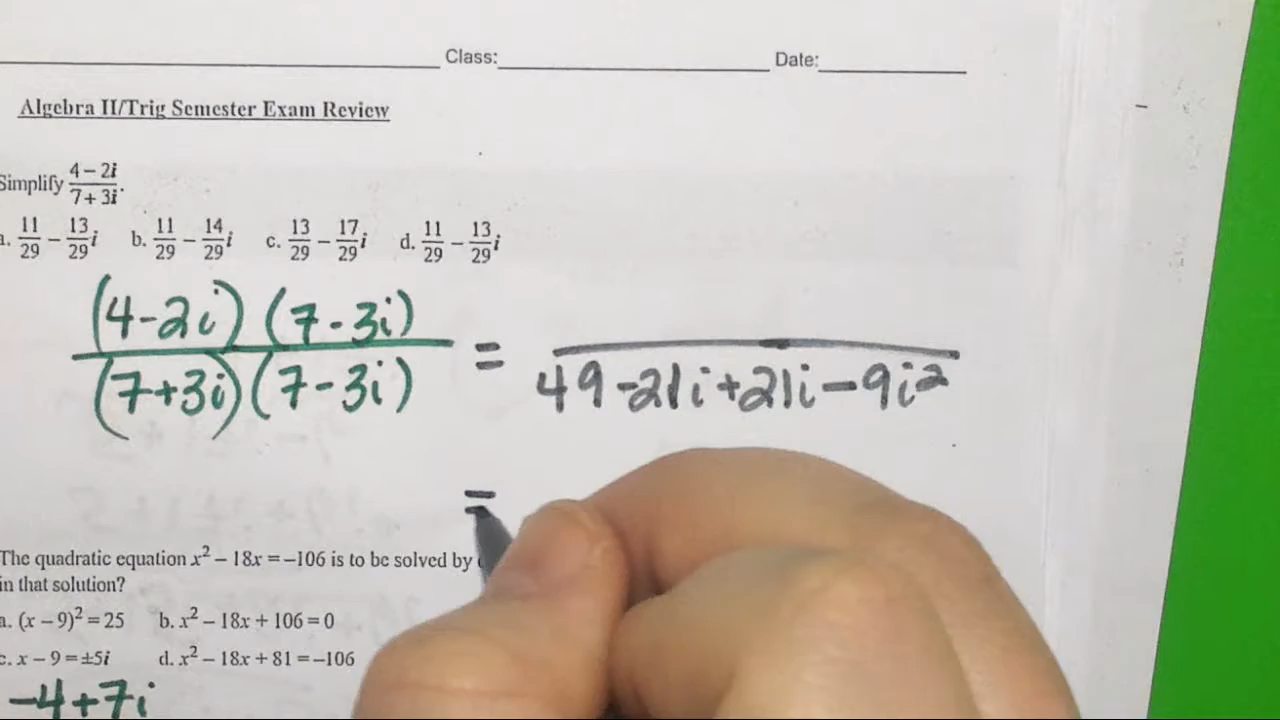 Class: Date:
Algebra II/Trig Semester Exam Review
Simplify (4 − 2i)/(7 + 3i).
a. 11/29 − 13/29 i b. 11/29 − 14/29 i c. 13/29 − 17/29 i d. 11/29 − 13/29 i
(4-2i)(7-3i)/(7+3i)(7-3i) = /49-21i+21i-9i²
=
The quadratic equation x² − 18x = −106 is to be solved by
in that solution?
a. (x − 9)² = 25 b. x² − 18x + 106 = 0
c. x − 9 = ±5i d. x² − 18x + 81 = −106
-4+7i